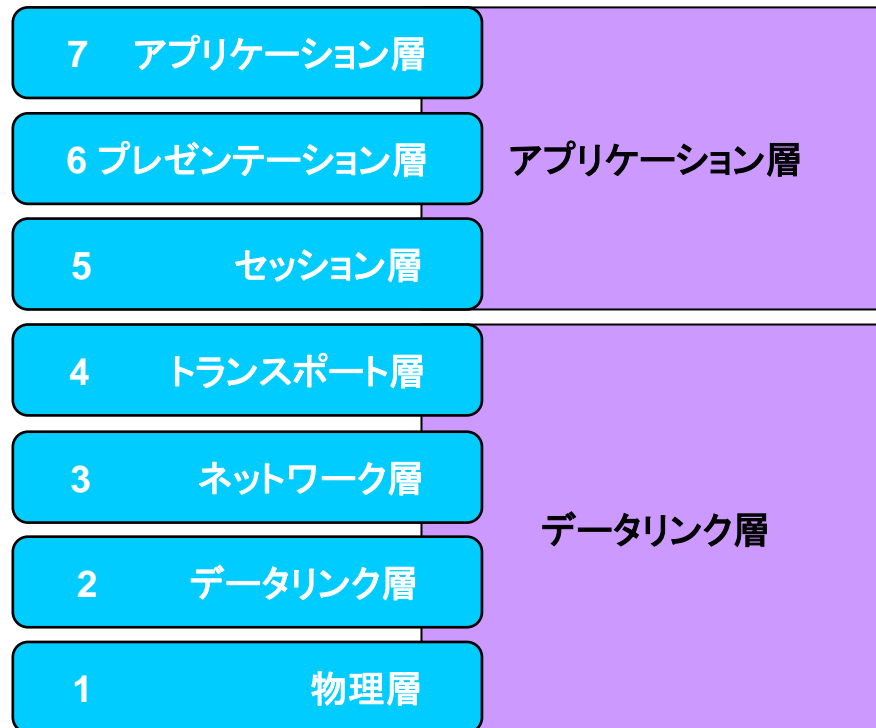 7 アプリケーション層
6 プレゼンテーション層
アプリケーション層
5 セッション層
4 トランスポート層
3 ネットワーク層
データリンク層
2 データリンク層
1 物理層